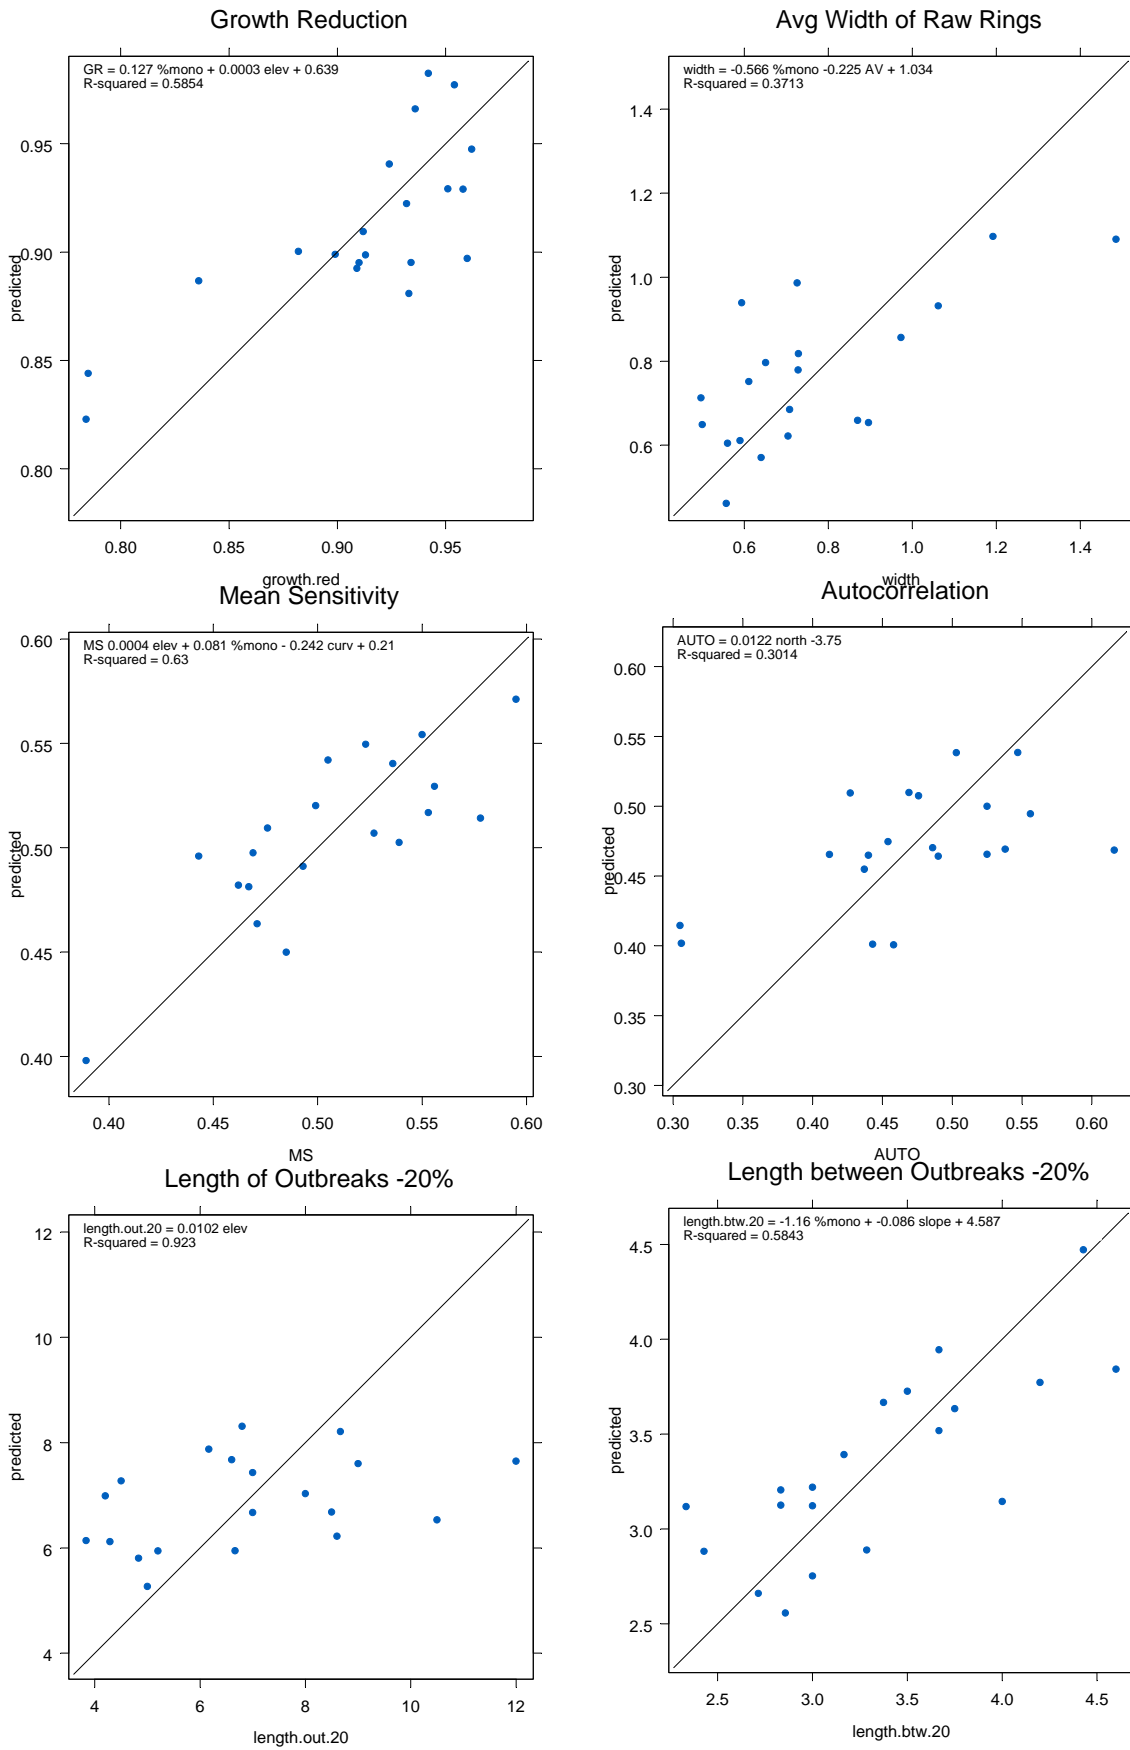 Growth Reduction
GR = 0.127 %mono + 0.0003 elev + 0.639
R-squared = 0.5854
0.95
0.90
0.85
0.80
predicted
0.80 0.85 0.90 0.95
growth.red
Avg Width of Raw Rings
width = -0.566 %mono -0.225 AV + 1.034
R-squared = 0.3713
1.4
1.2
1.0
0.8
0.6
predicted
0.6 0.8 1.0 1.2 1.4
width
Mean Sensitivity
MS 0.0004 elev + 0.081 %mono - 0.242 curv + 0.21
R-squared = 0.63
0.60
0.55
0.50
0.45
0.40
predicted
0.40 0.45 0.50 0.55 0.60
MS
Autocorrelation
AUTO = 0.0122 north -3.75
R-squared = 0.3014
0.60
0.55
0.50
0.45
0.40
0.35
0.30
predicted
0.30 0.35 0.40 0.45 0.50 0.55 0.60
AUTO
Length of Outbreaks -20%
length.out.20 = 0.0102 elev
R-squared = 0.923
12
10
8
6
4
predicted
4 6 8 10 12
length.out.20
Length between Outbreaks -20%
length.btw.20 = -1.16 %mono + -0.086 slope + 4.587
R-squared = 0.5843
4.5
4.0
3.5
3.0
2.5
predicted
2.5 3.0 3.5 4.0 4.5
length.btw.20